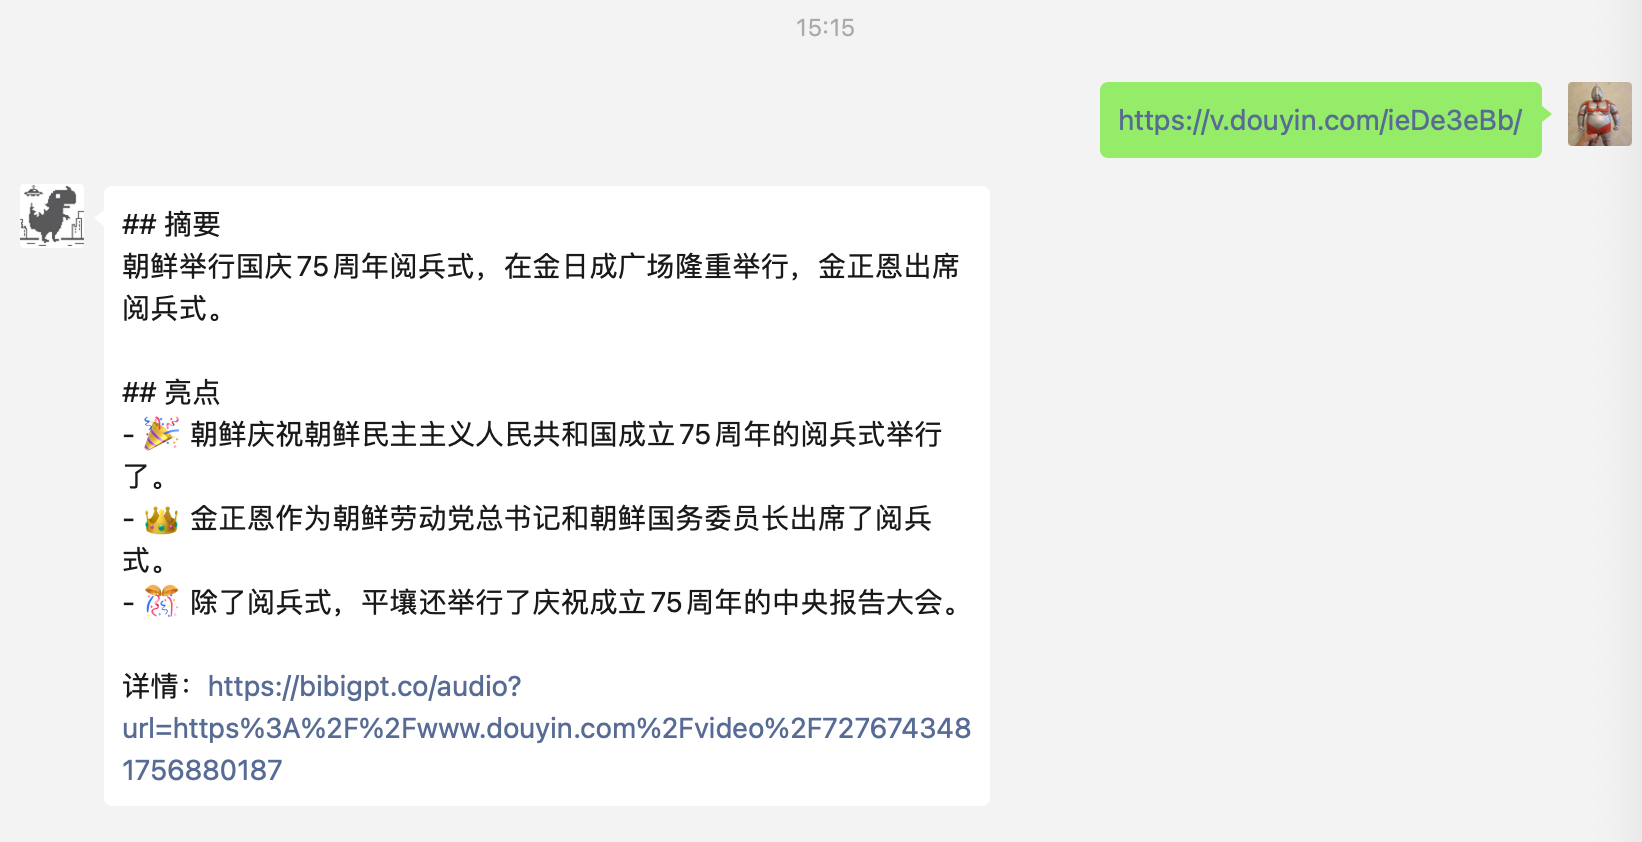 15:15
https://v.douyin.com/ieDe3eBb/
## 摘要
朝鲜举行国庆75周年阅兵式，在金日成广场隆重举行，金正恩出席
阅兵式。
## 亮点
- 🎉 朝鲜庆祝朝鲜民主主义人民共和国成立75周年的阅兵式举行
了。
- 👑 金正恩作为朝鲜劳动党总书记和朝鲜国务委员长出席了阅兵
式。
- 🎊 除了阅兵式，平壤还举行了庆祝成立75周年的中央报告大会。
详情：https://bibigpt.co/audio?
url=https%3A%2F%2Fwww.douyin.com%2Fvideo%2F727674348
1756880187